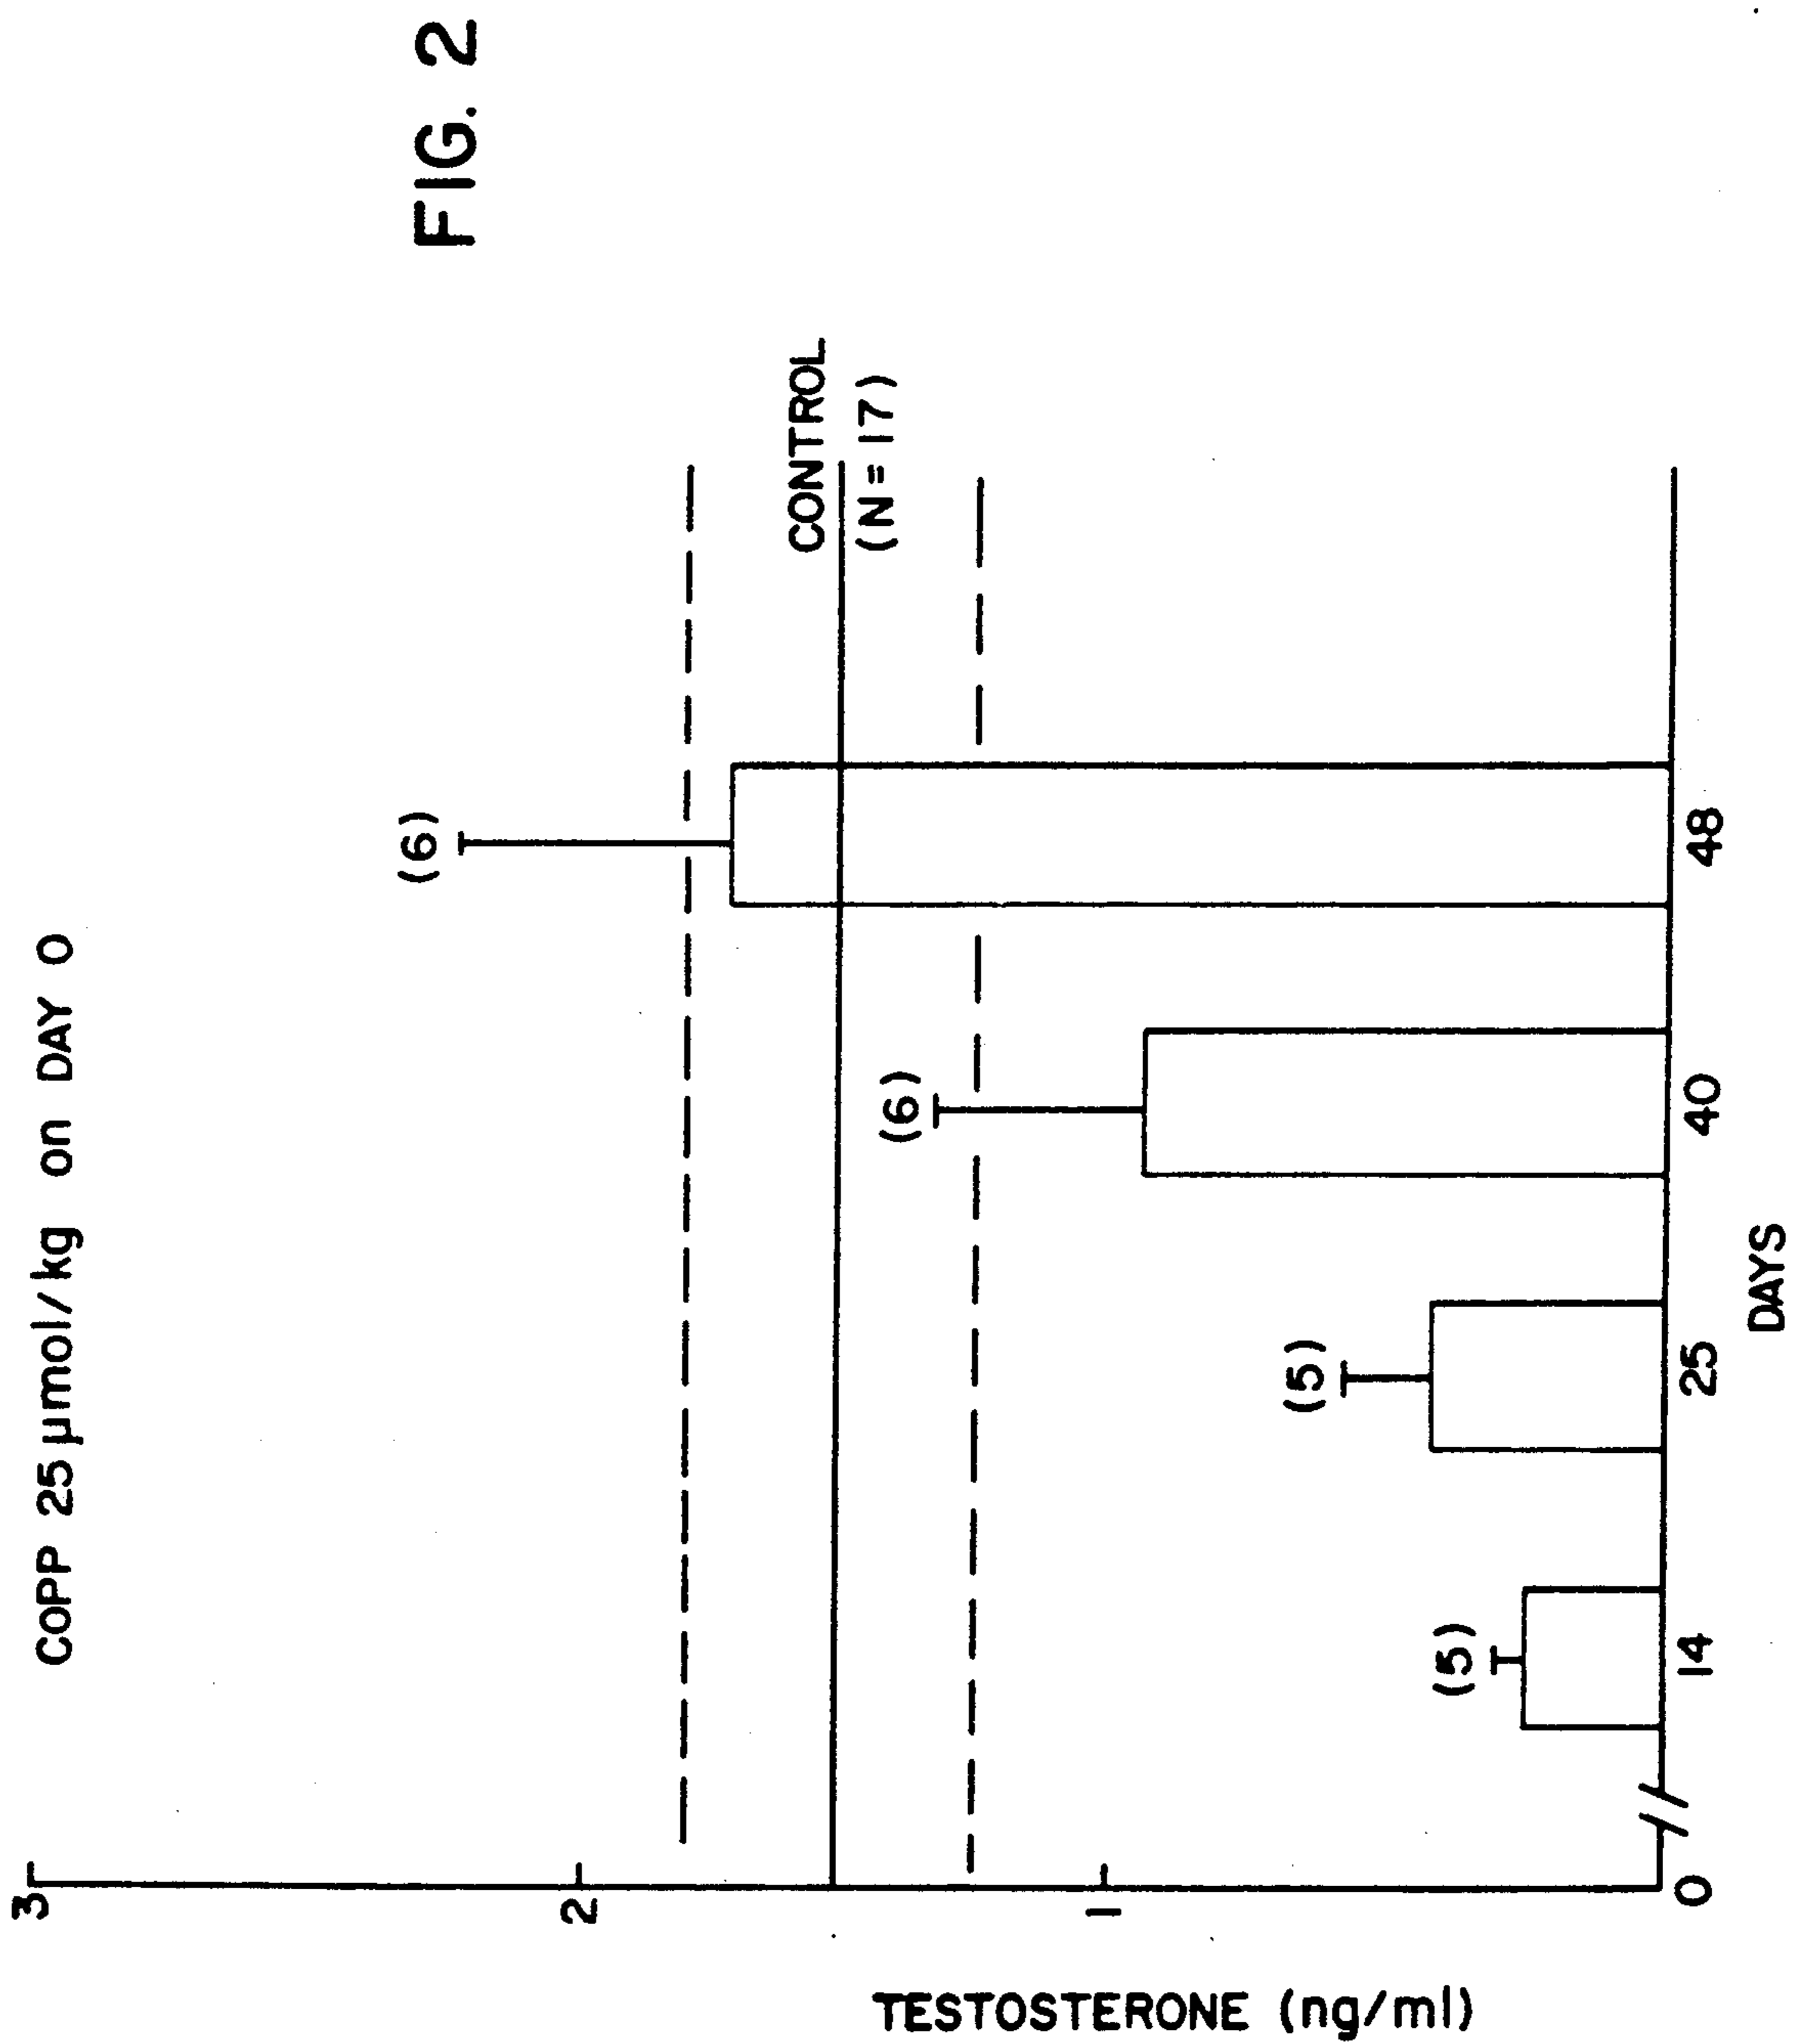 FIG. 2
COPP 25 µmol/kg on DAY 0
3
2
1
TESTOSTERONE (ng/ml)
(6)
CONTROL
(N = 17)
(6)
(5)
(5)
0
14
25
40
48
DAYS